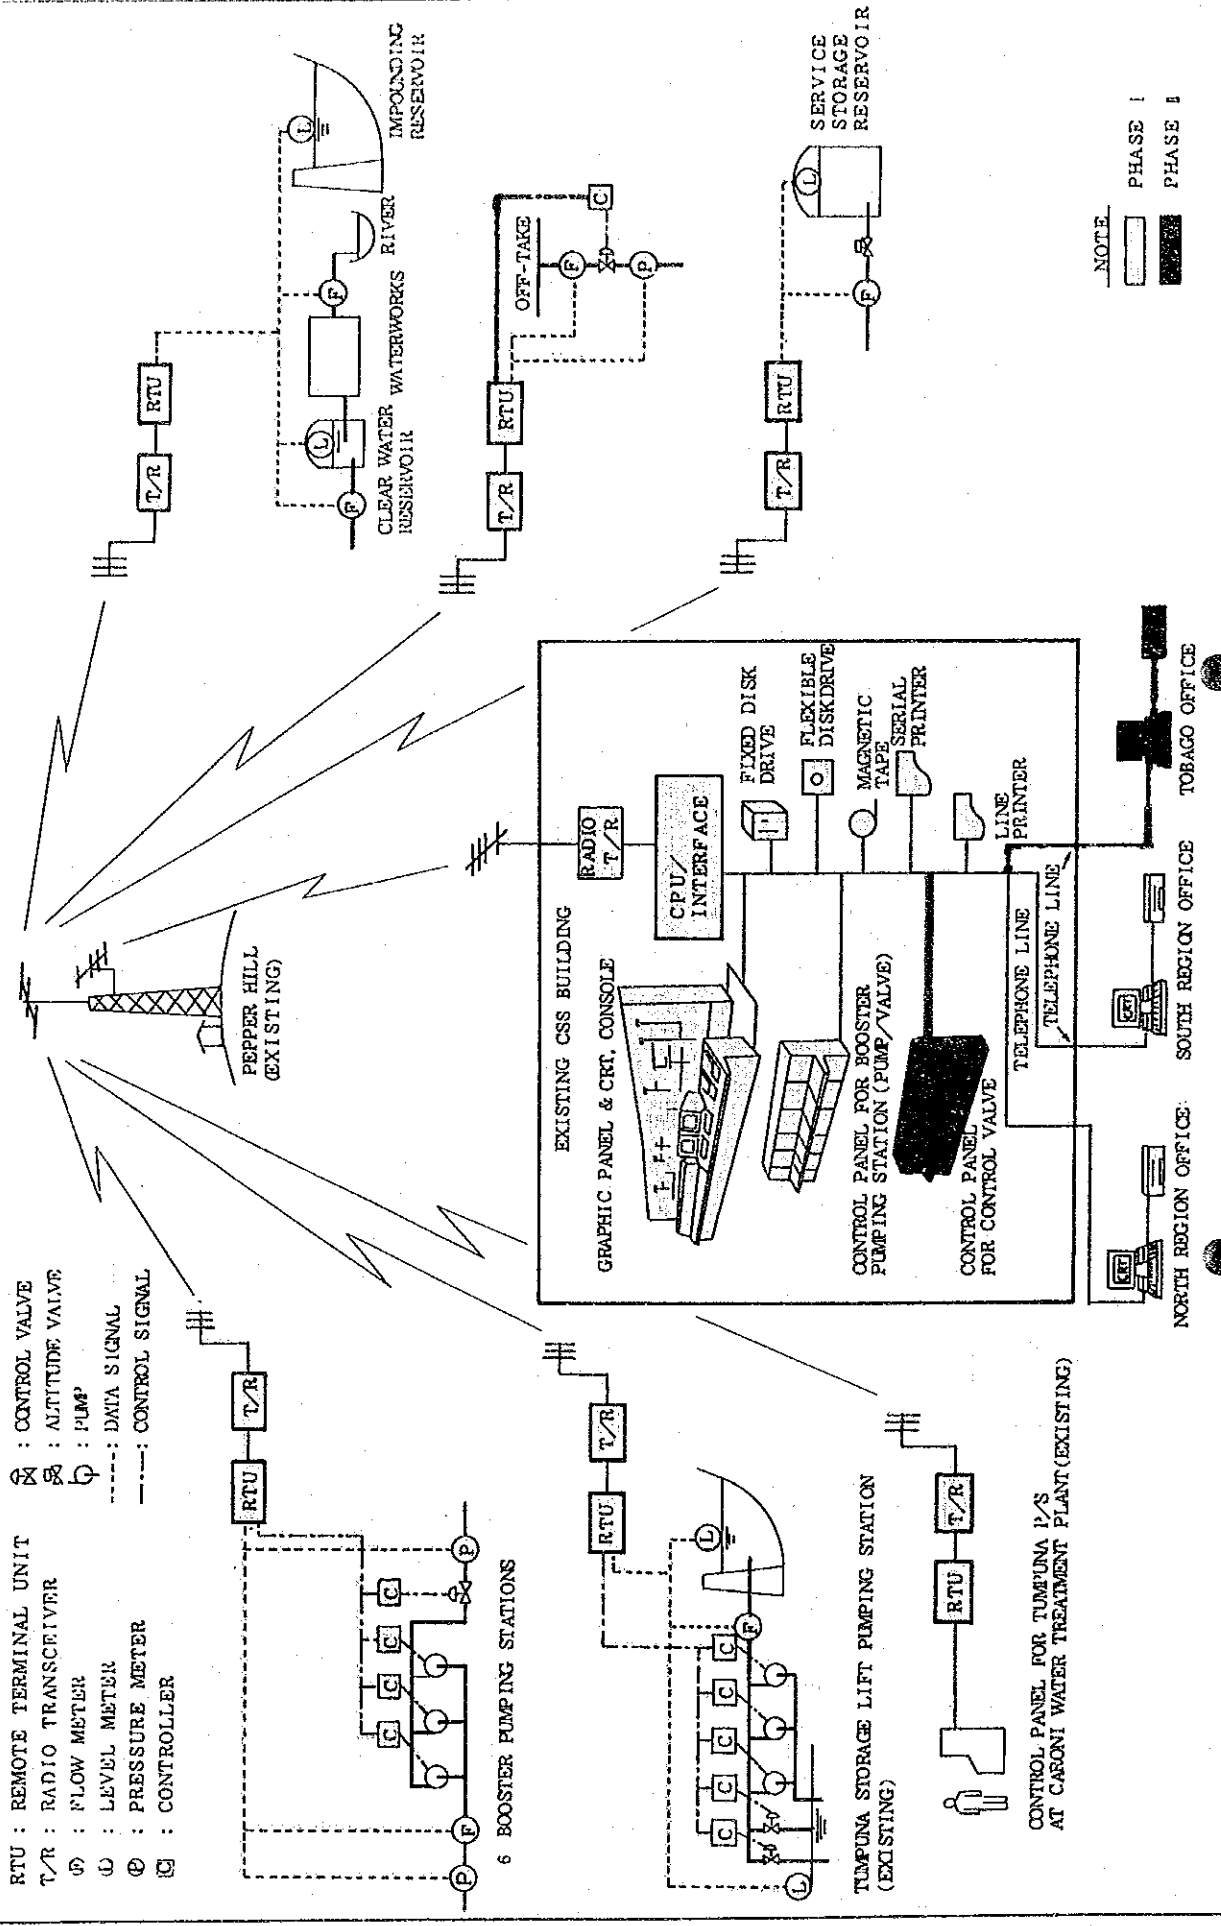 RTU : REMOTE TERMINAL UNIT
T/R : RADIO TRANSCEIVER
F : FLOW METER
L : LEVEL METER
P : PRESSURE METER
C : CONTROLLER
: CONTROL VALVE
: ALTITUDE VALVE
: PUMP
: DATA SIGNAL
: CONTROL SIGNAL
RTU
T/R
C
C
C
C
P
F
P
6 BOOSTER PUMPING STATIONS
RTU
T/R
C
C
C
C
C
L
F
L
TUMPUNA STORAGE LIFT PUMPING STATION
(EXISTING)
RTU
T/R
CONTROL PANEL FOR TUMPUNA P/S
AT CARONI WATER TREATMENT PLANT(EXISTING)
PEPPER HILL
(EXISTING)
EXISTING CSS BUILDING
GRAPHIC PANEL & CRT, CONSOLE
CONTROL PANEL FOR BOOSTER
PUMPING STATION(PUMP/VALVE)
CONTROL PANEL
FOR CONTROL VALVE
RADIO
T/R
CPU/
INTERFACE
FIXED DISK
DRIVE
FLEXIBLE
DISKDRIVE
MAGNETIC
TAPE
SERIAL
PRINTER
LINE
PRINTER
TELEPHONE LINE
TELEPHONE LINE
CRT
NORTH REGION OFFICE
CRT
SOUTH REGION OFFICE
TOBAGO OFFICE
T/R
RTU
L
L
F
F
CLEAR WATER
RESERVOIR
WATERWORKS
RIVER
IMPOUNDING
RESERVOIR
T/R
RTU
OFF-TAKE
F
P
C
T/R
RTU
F
L
SERVICE
STORAGE
RESERVOIR
NOTE
PHASE I
PHASE II